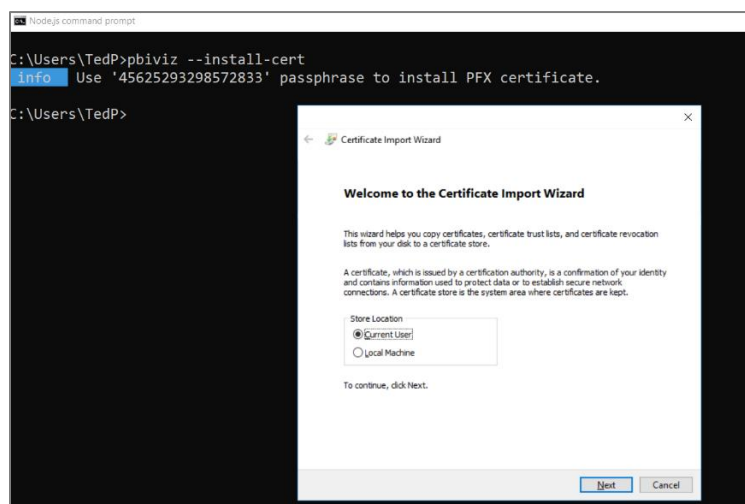 Node.js command prompt
C:\Users\TedP>pbiviz --install-cert
info Use '45625293298572833' passphrase to install PFX certificate.
C:\Users\TedP>
Certificate Import Wizard
Welcome to the Certificate Import Wizard
This wizard helps you copy certificates, certificate trust lists, and certificate revocation
lists from your disk to a certificate store.
A certificate, which is issued by a certification authority, is a confirmation of your identity
and contains information used to protect data or to establish secure network
connections. A certificate store is the system area where certificates are kept.
Store Location
Current User
Local Machine
To continue, click Next.
Next Cancel